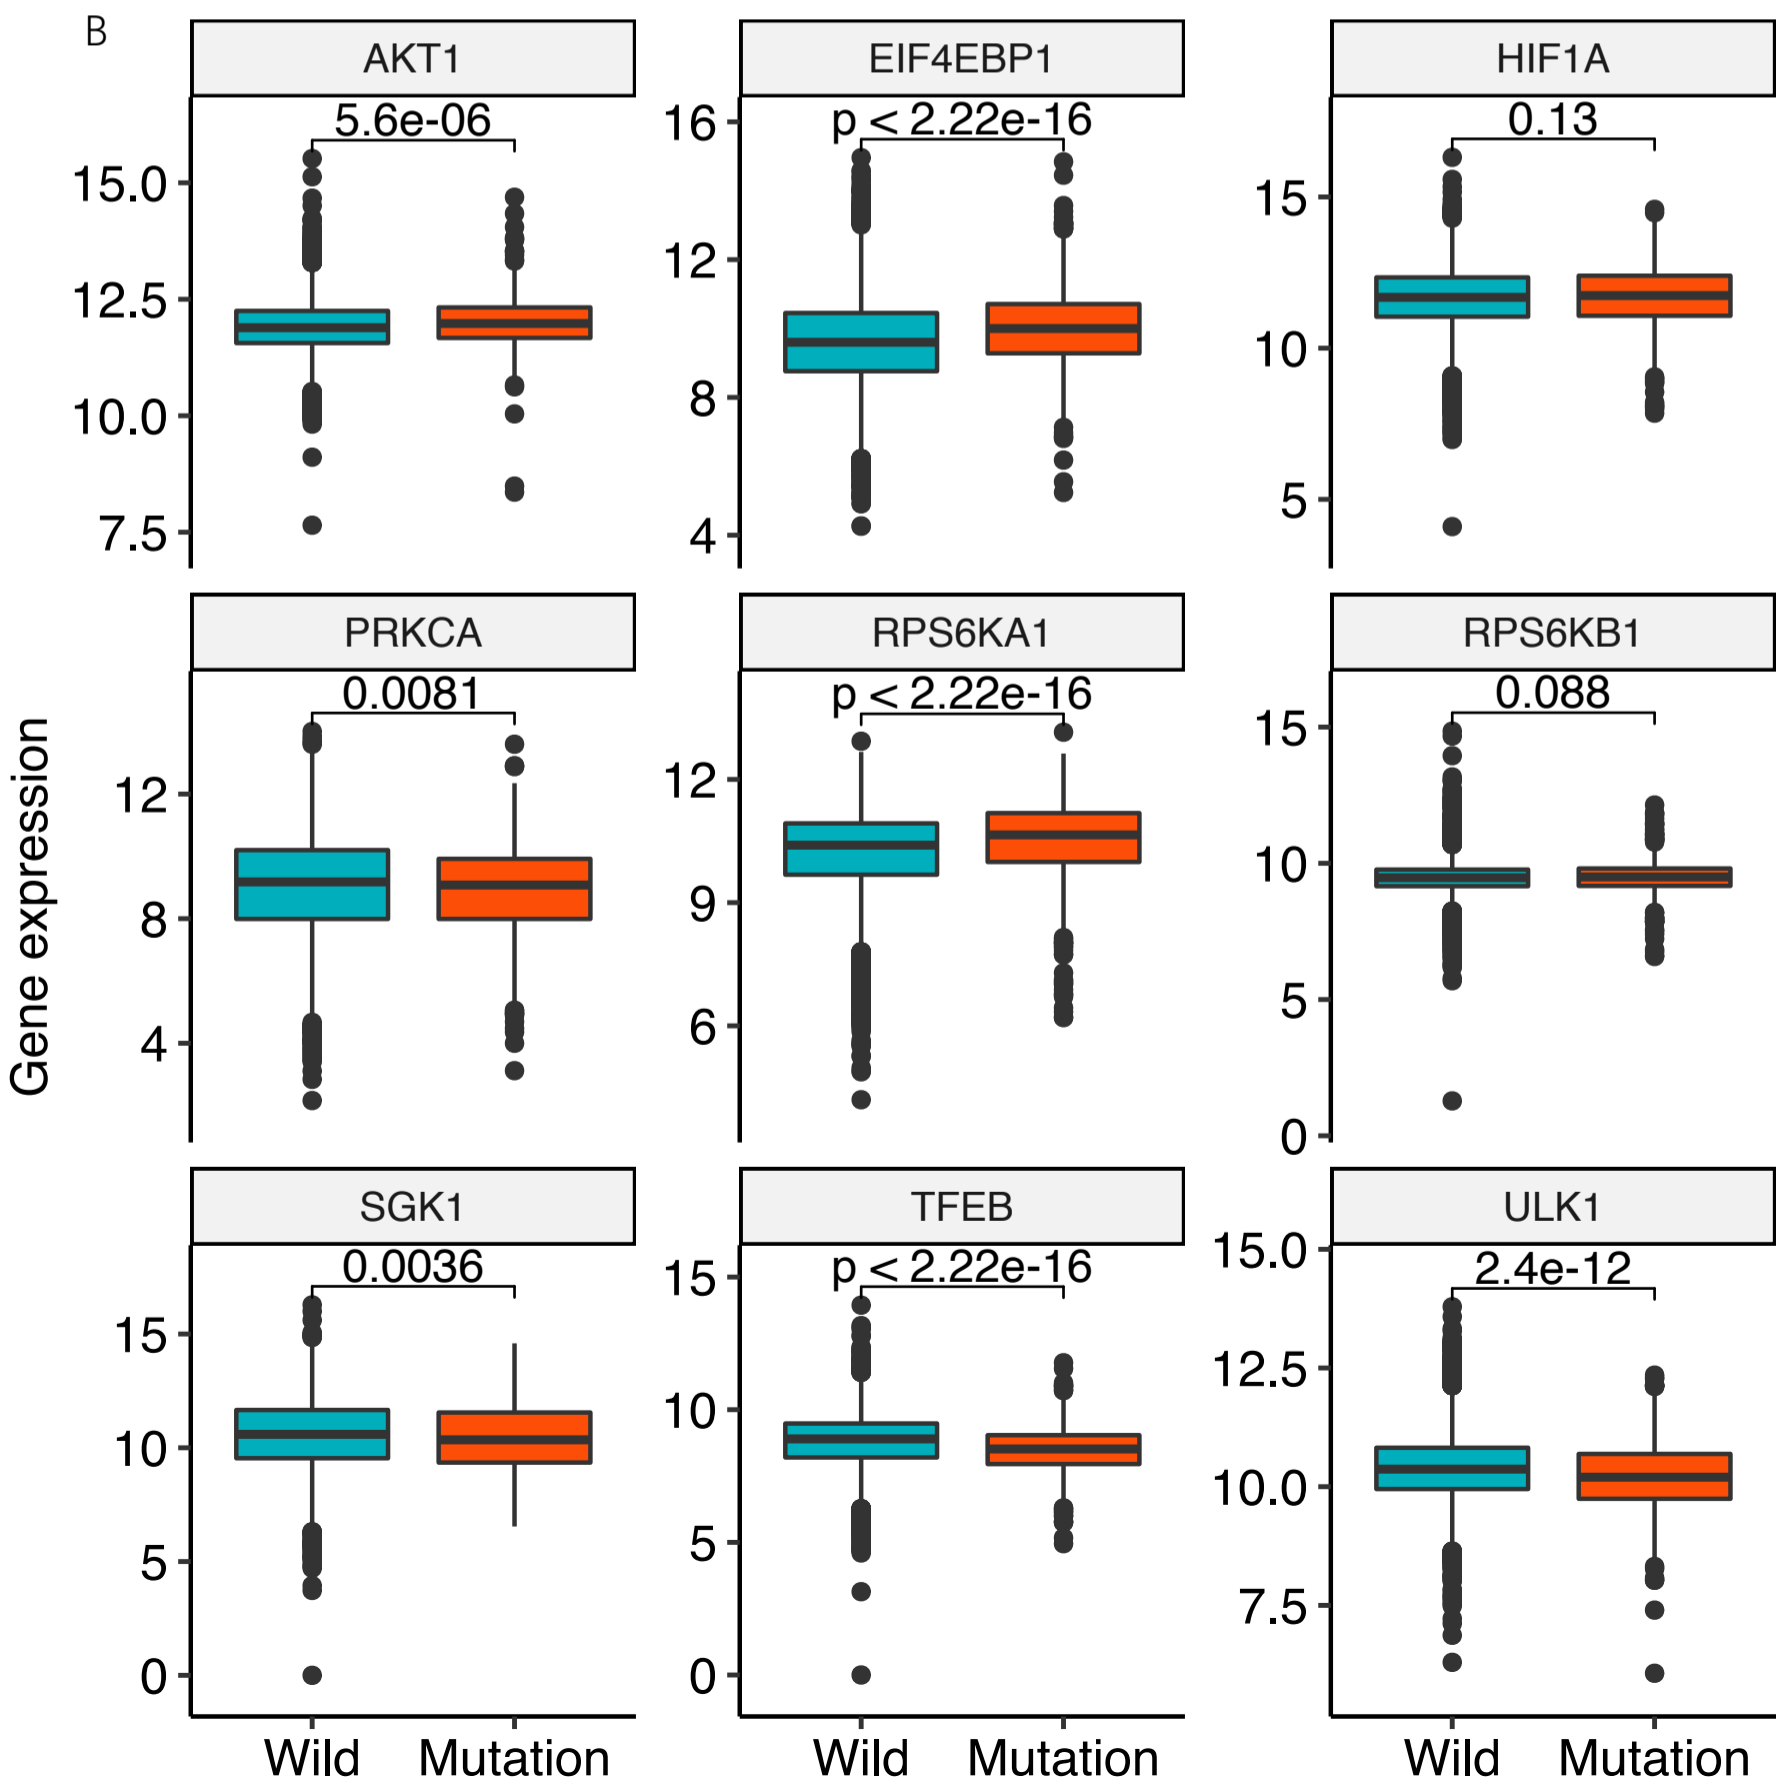 B
AKT1
EIF4EBP1
HIF1A
5.6e-06
p < 2.22e-16
0.13
15.0
12.5
10.0
7.5
16
12
8
4
15
10
5
Gene expression
PRKCA
RPS6KA1
RPS6KB1
0.0081
p < 2.22e-16
0.088
12
8
4
12
9
6
15
10
5
0
SGK1
TFEB
ULK1
0.0036
p < 2.22e-16
2.4e-12
15
10
5
0
15
10
5
0
15.0
12.5
10.0
7.5
Wild Mutation
Wild Mutation
Wild Mutation